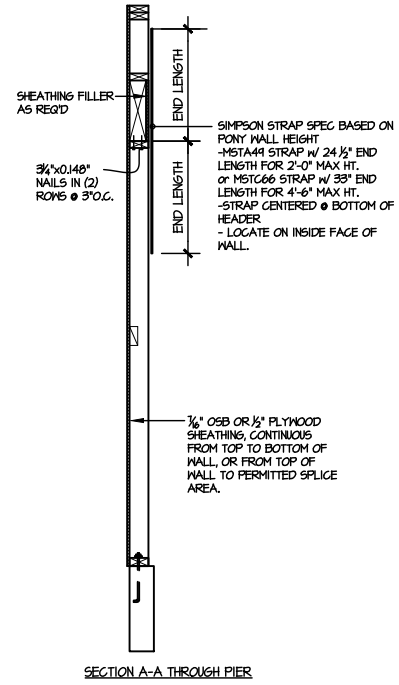 END LENGTH
SHEATHING FILLER
AS REQ'D
SIMPSON STRAP SPEC BASED ON
PONY WALL HEIGHT
-MSTA49 STRAP W/ 24 ½" END
LENGTH FOR 2'-0" MAX HT.
or MSTC66 STRAP W/ 33" END
LENGTH FOR 4'-6" MAX HT.
-STRAP CENTERED @ BOTTOM OF
HEADER
- LOCATE ON INSIDE FACE OF
WALL.
3¼"x0.148"
NAILS IN (2)
ROWS @ 3"O.C.
END LENGTH
7/16" OSB OR ½" PLYWOOD
SHEATHING, CONTINUOUS
FROM TOP TO BOTTOM OF
WALL, OR FROM TOP OF
WALL TO PERMITTED SPLICE
AREA.
SECTION A-A THROUGH PIER